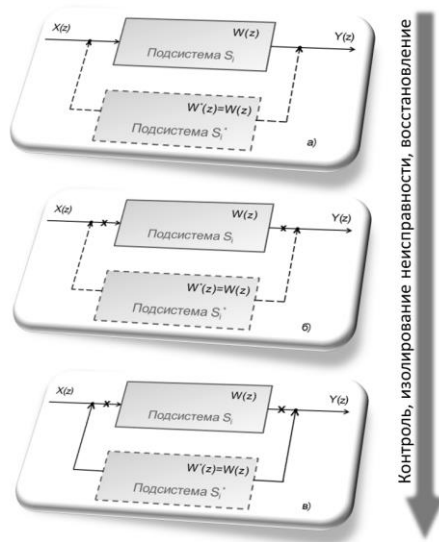 X(z)
W(z)
Y(z)
Подсистема Sᵢ
W*(z)=W(z)
Подсистема Sᵢ*
а)
X(z)
W(z)
Y(z)
Подсистема Sᵢ
W*(z)=W(z)
Подсистема Sᵢ*
б)
X(z)
W(z)
Y(z)
Подсистема Sᵢ
W*(z)=W(z)
Подсистема Sᵢ*
в)
Контроль, изолирование неисправности, восстановление